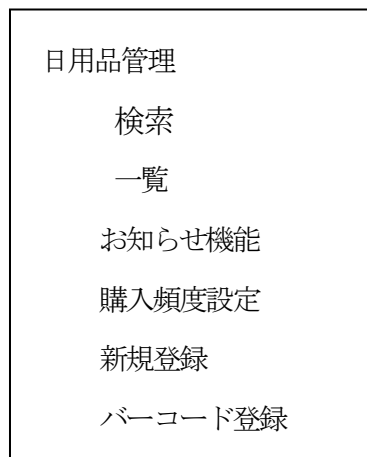 日用品管理
検索
一覧
お知らせ機能
購入頻度設定
新規登録
バーコード登録